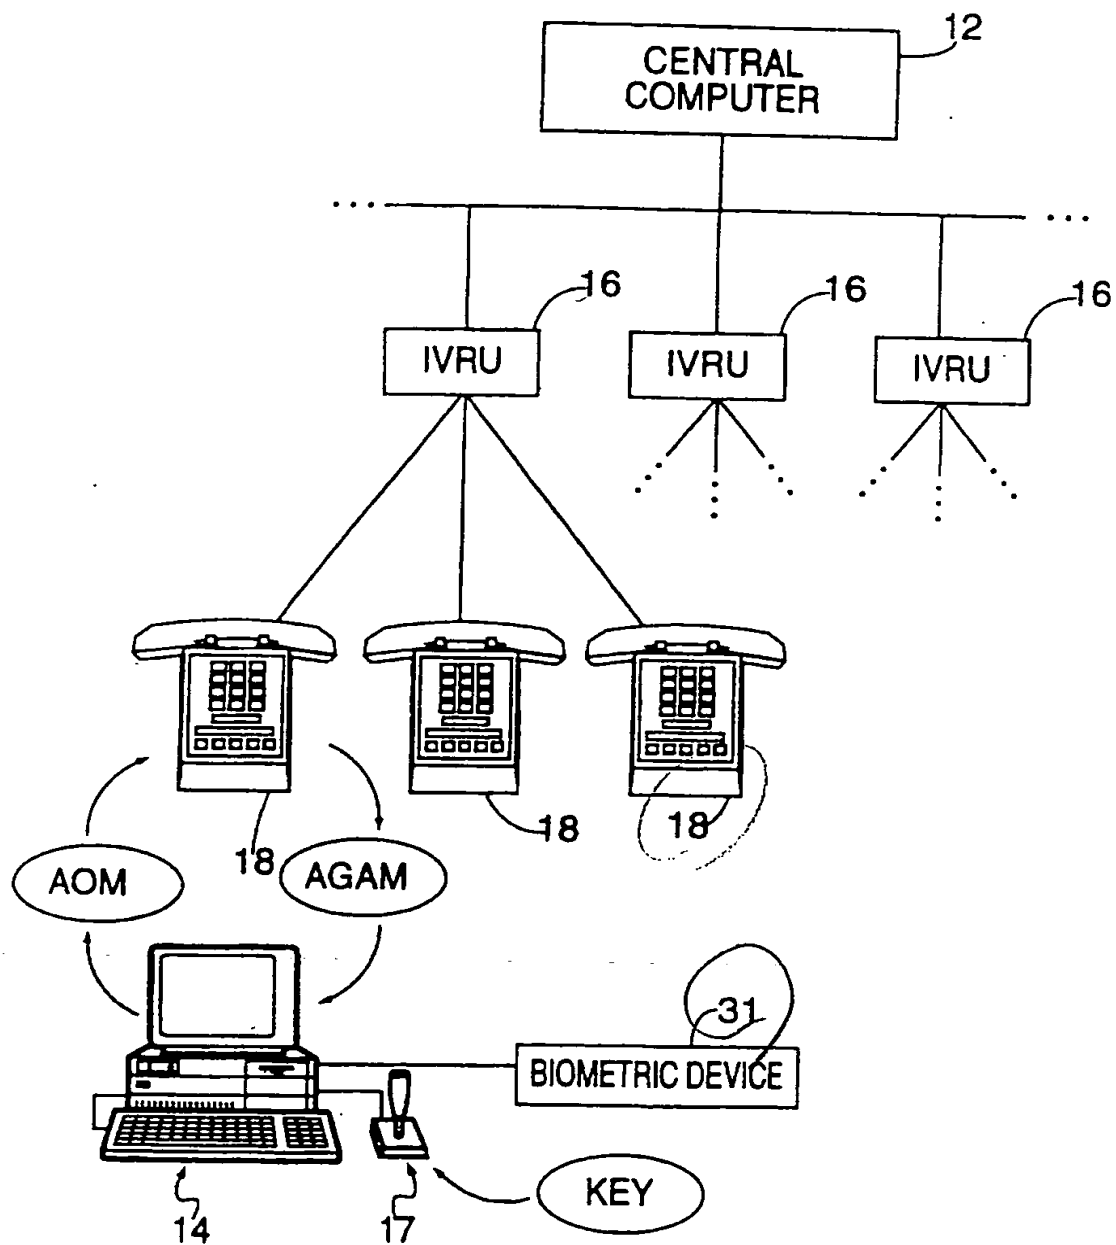 12
CENTRAL
COMPUTER
16
16
16
IVRU
IVRU
IVRU
18
18
18
AOM
AGAM
31
BIOMETRIC DEVICE
KEY
14
17